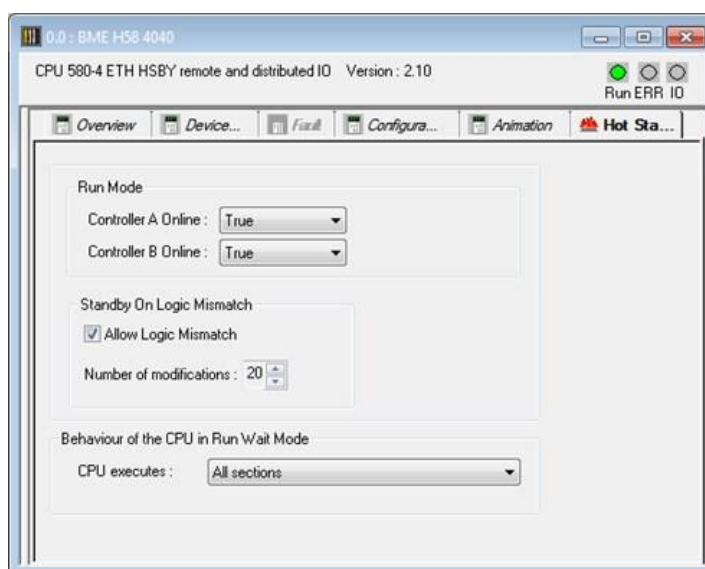 0.0 : BME H58 4040
CPU 580-4 ETH HSBY remote and distributed IO Version : 2.10
Run ERR IO
Overview Device... Fault Configura... Animation Hot Sta...
Run Mode
Controller A Online : True
Controller B Online : True
Standby On Logic Mismatch
Allow Logic Mismatch
Number of modifications : 20
Behaviour of the CPU in Run Wait Mode
CPU executes : All sections